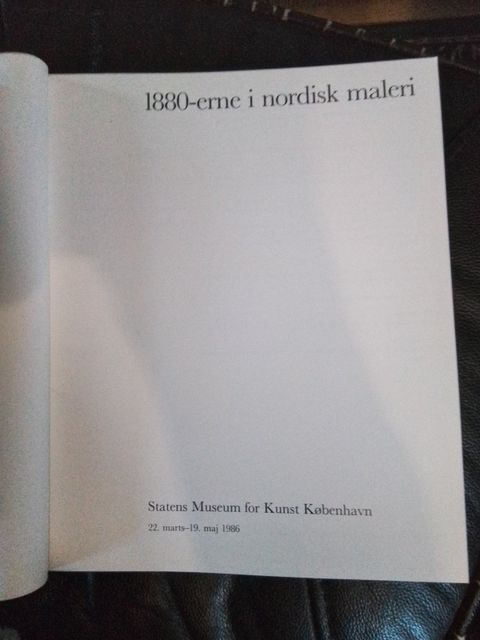 1880-erne i nordisk maleri
Statens Museum for Kunst København
22. marts–19. maj 1986